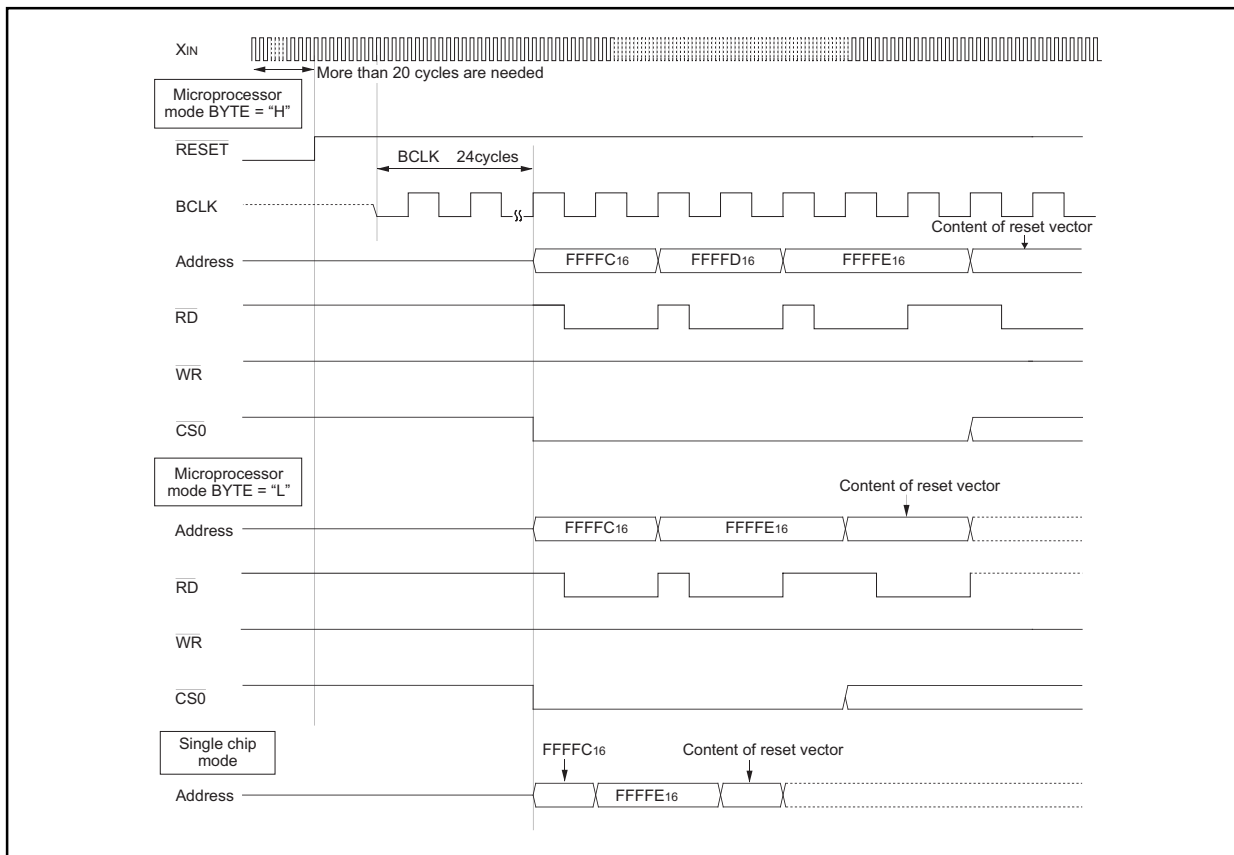 XIN
More than 20 cycles are needed
Microprocessor
mode BYTE = “H”
RESET
BCLK 24cycles
BCLK
Content of reset vector
Address
FFFFC16
FFFFD16
FFFFE16
RD
WR
CS0
Microprocessor
mode BYTE = “L”
Content of reset vector
Address
FFFFC16
FFFFE16
RD
WR
CS0
Single chip
mode
FFFFC16
Content of reset vector
Address
FFFFE16